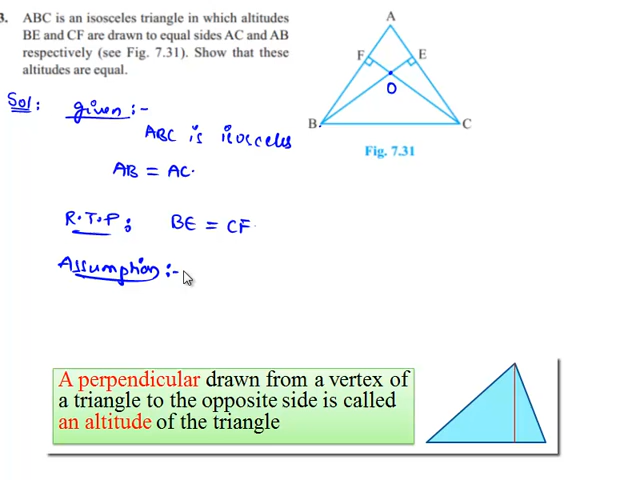 3. ABC is an isosceles triangle in which altitudes
BE and CF are drawn to equal sides AC and AB
respectively (see Fig. 7.31). Show that these
altitudes are equal.
A
F
E
O
B
C
Fig. 7.31
Sol:
given :-
ABC is isosceles
AB = AC.
R.T.P: BE = CF
Assumption :-
A perpendicular drawn from a vertex of
a triangle to the opposite side is called
an altitude of the triangle